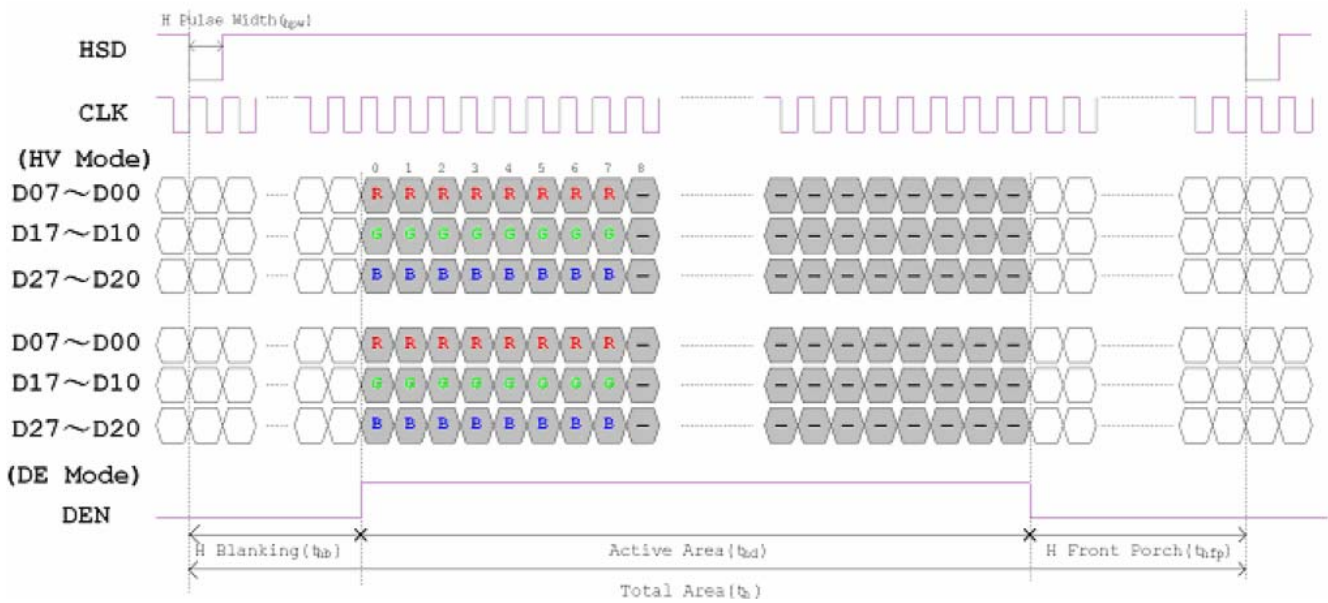 H Pulse Width(thpw)
HSD
CLK
(HV Mode)
0 1 2 3 4 5 6 7 8
D07~D00 R R R R R R R R — — — — — — — — —
D17~D10 G G G G G G G G — — — — — — — — —
D27~D20 B B B B B B B B — — — — — — — — —
D07~D00 R R R R R R R R — — — — — — — — —
D17~D10 G G G G G G G G — — — — — — — — —
D27~D20 B B B B B B B B — — — — — — — — —
(DE Mode)
DEN
H Blanking(thb) Active Area(thd) H Front Porch(thfp)
Total Area(th)